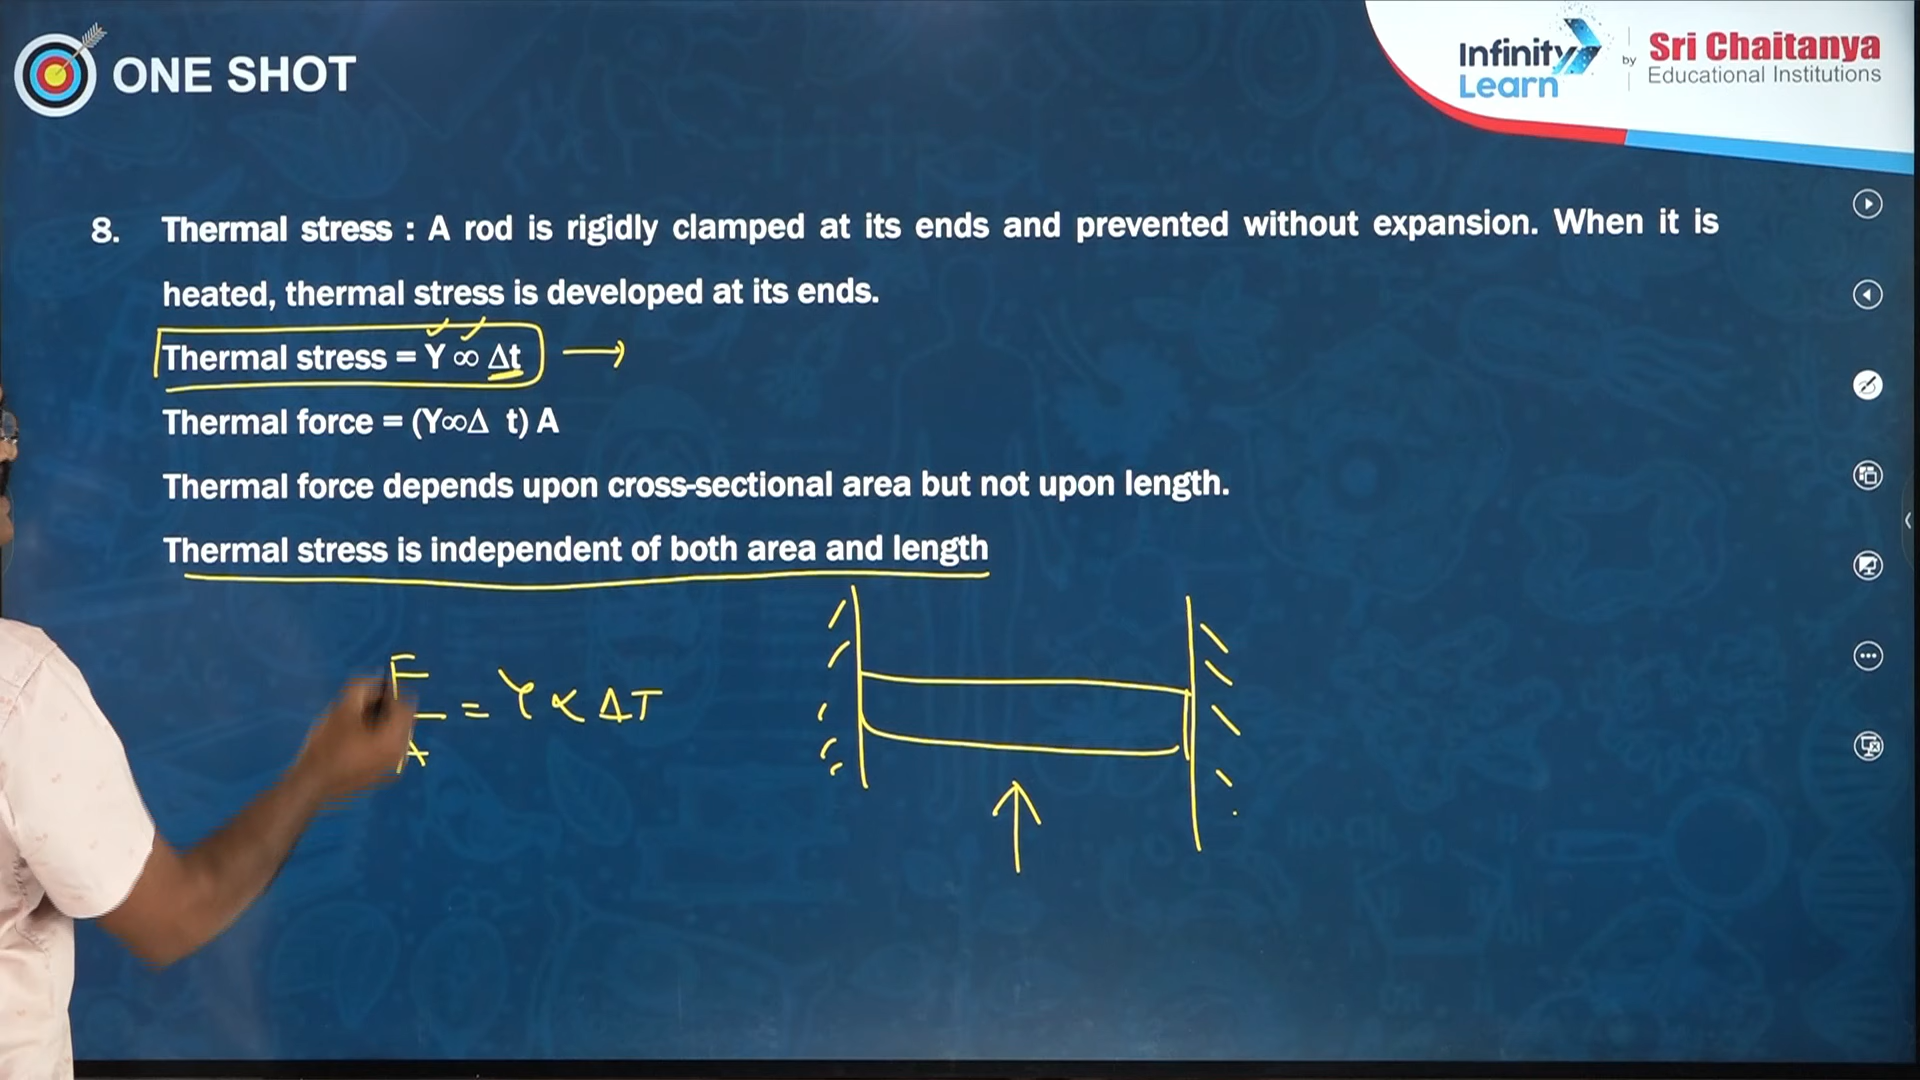 ONE SHOT
Infinity Learn by Sri Chaitanya Educational Institutions
8. Thermal stress : A rod is rigidly clamped at its ends and prevented without expansion. When it is
heated, thermal stress is developed at its ends.
Thermal stress = Y ∞ Δt
Thermal force = (Y∞Δ t) A
Thermal force depends upon cross-sectional area but not upon length.
Thermal stress is independent of both area and length
F
— = Y ∝ ΔT
A